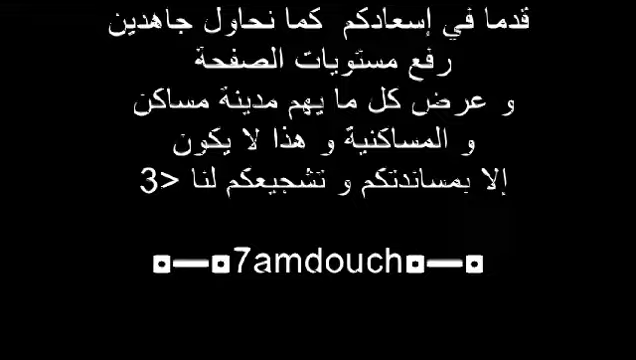 قدما في إسعادكم كما نحاول جاهدين
رفع مستويات الصفحة
و عرض كل ما يهم مدينة مساكن
و المساكنية و هذا لا يكون
إلا بمساندتكم و تشجيعكم لنا <3
◘—◘7amdouch◘—◘